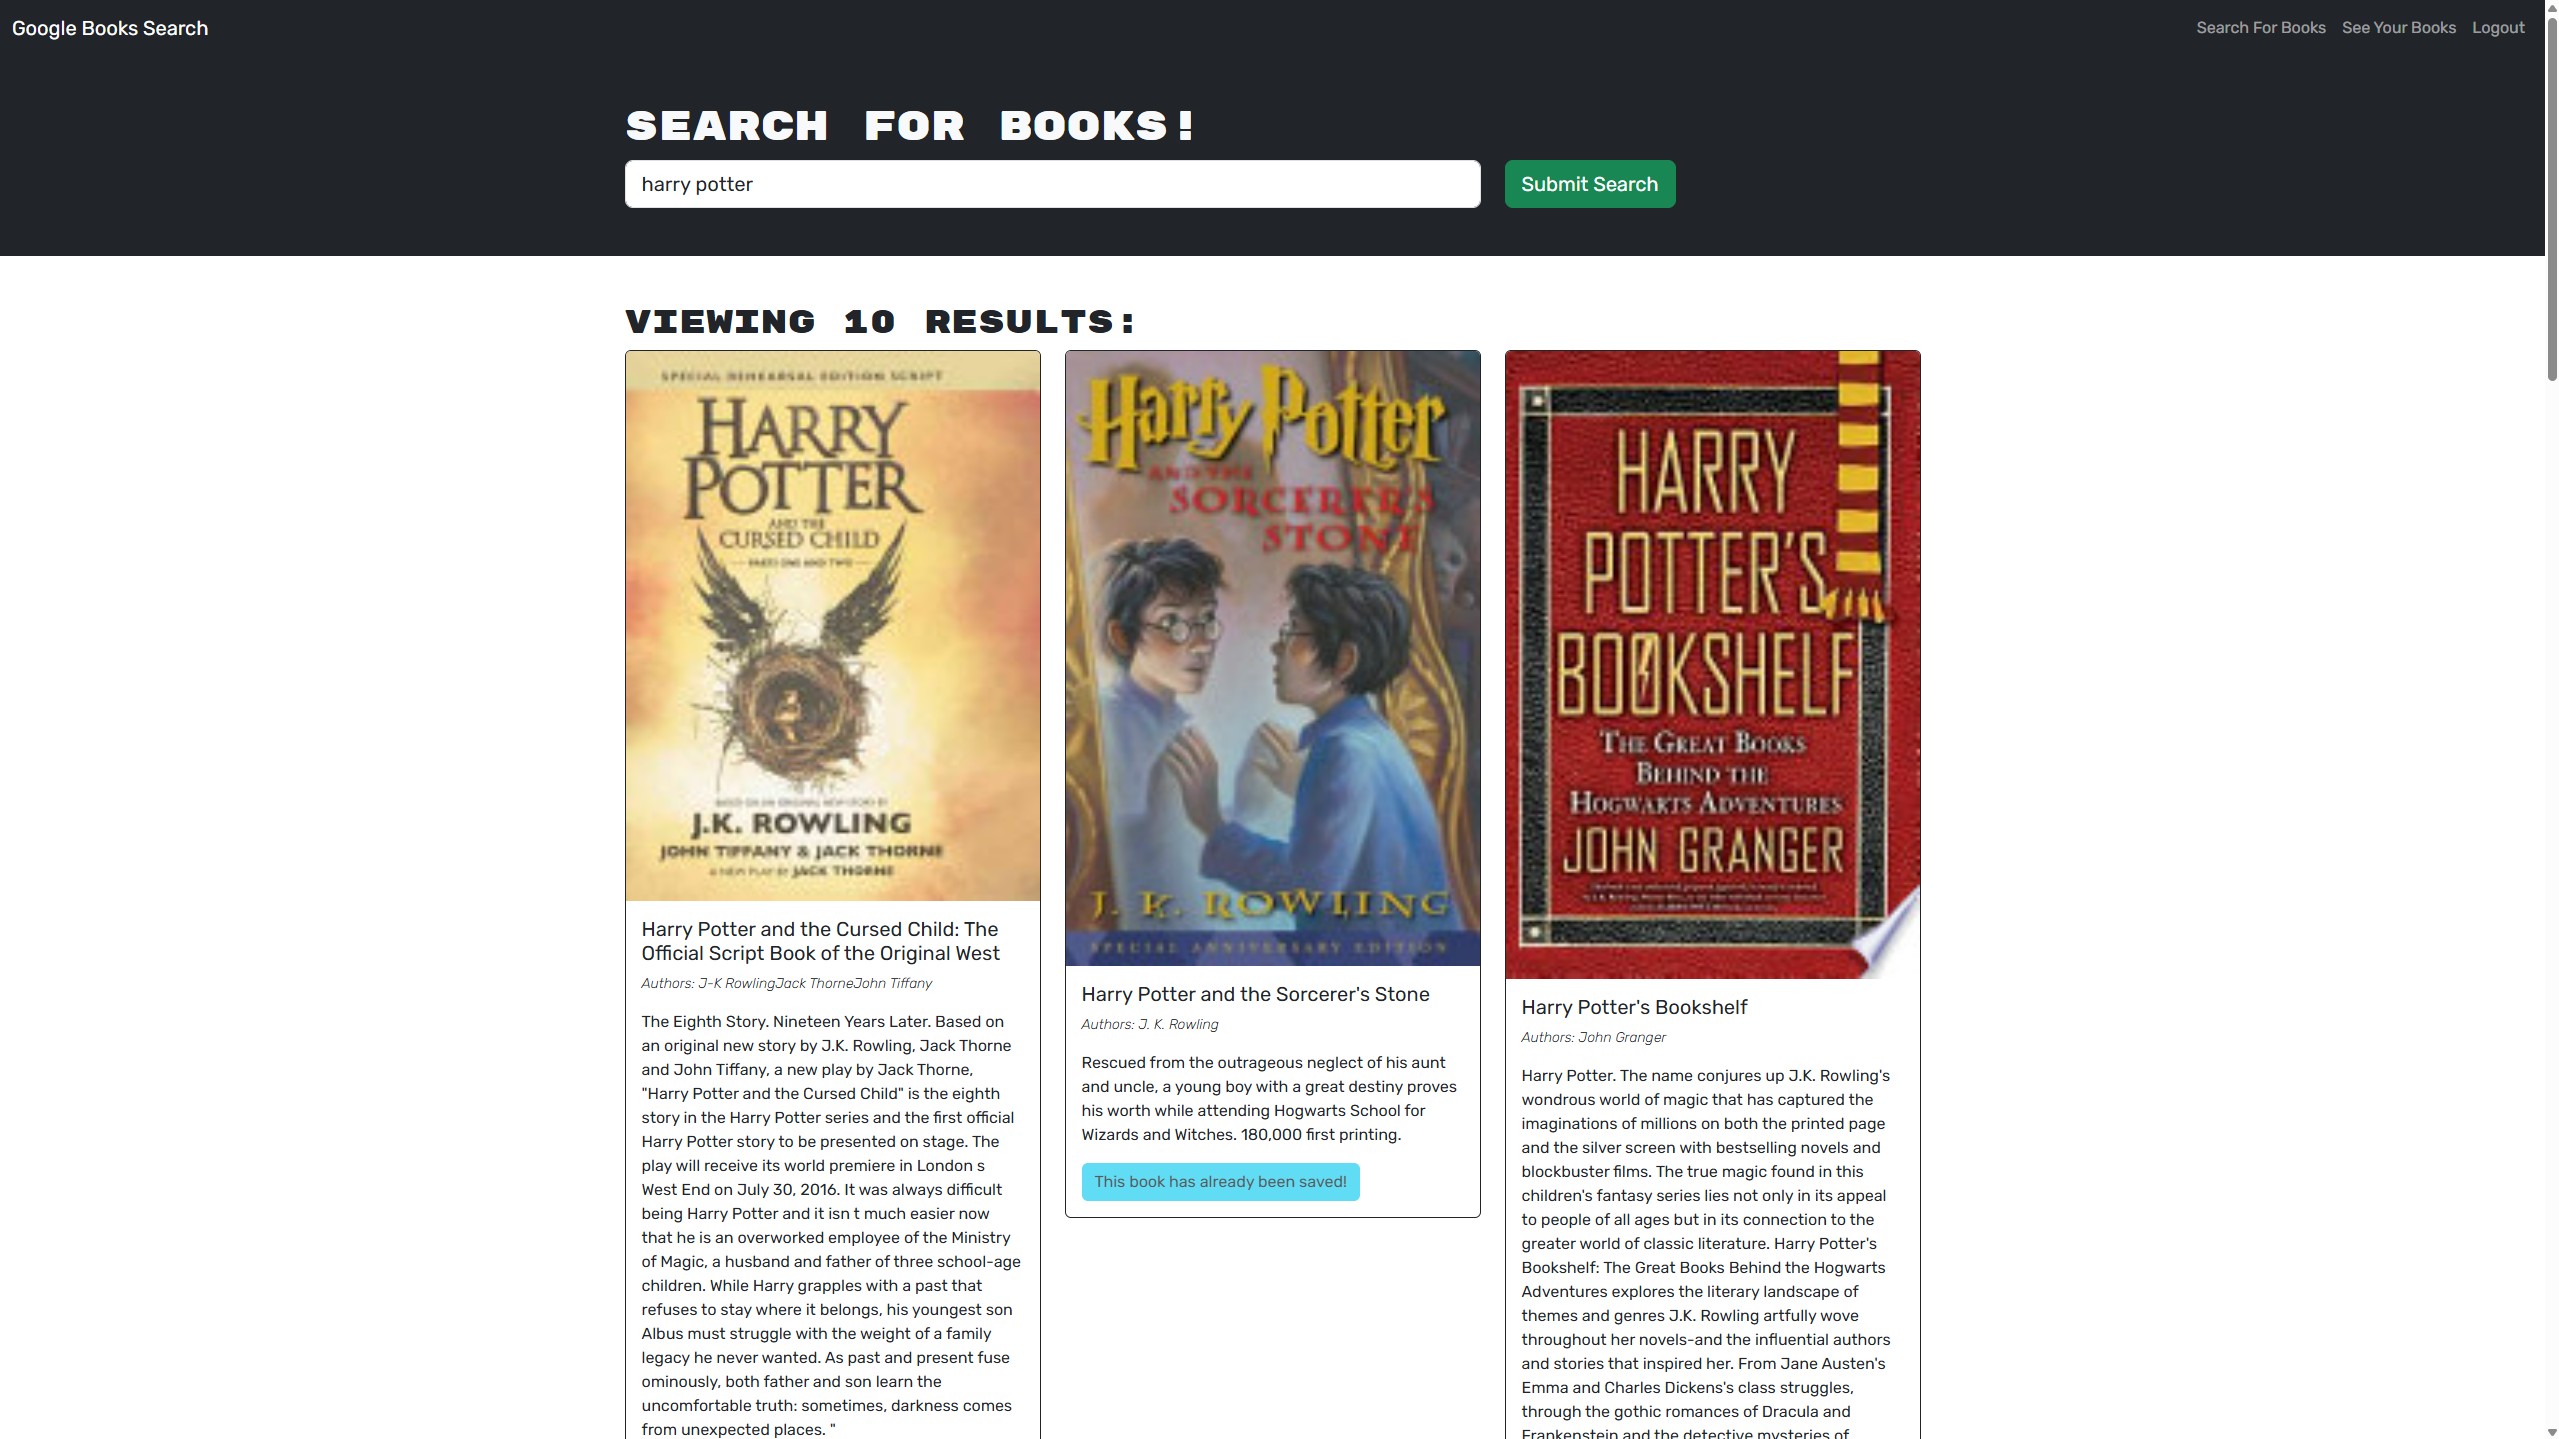 Google Books Search
Search For Books
See Your Books
Logout
SEARCH FOR BOOKS!
harry potter
Submit Search
VIEWING 10 RESULTS:
SPECIAL REHEARSAL EDITION SCRIPT
HARRY
POTTER
AND THE
CURSED CHILD
PARTS ONE AND TWO
BASED ON AN ORIGINAL NEW STORY BY
J.K. ROWLING
JOHN TIFFANY & JACK THORNE
A NEW PLAY BY JACK THORNE
Harry Potter and the Cursed Child: The
Official Script Book of the Original West
Authors: J-K RowlingJack ThorneJohn Tiffany
The Eighth Story. Nineteen Years Later. Based on
an original new story by J.K. Rowling, Jack Thorne
and John Tiffany, a new play by Jack Thorne,
"Harry Potter and the Cursed Child" is the eighth
story in the Harry Potter series and the first official
Harry Potter story to be presented on stage. The
play will receive its world premiere in London s
West End on July 30, 2016. It was always difficult
being Harry Potter and it isn t much easier now
that he is an overworked employee of the Ministry
of Magic, a husband and father of three school-age
children. While Harry grapples with a past that
refuses to stay where it belongs, his youngest son
Albus must struggle with the weight of a family
legacy he never wanted. As past and present fuse
ominously, both father and son learn the
uncomfortable truth: sometimes, darkness comes
from unexpected places. "
Harry Potter
AND THE
SORCERER'S
STONE
J. K. ROWLING
SPECIAL ANNIVERSARY EDITION
Harry Potter and the Sorcerer's Stone
Authors: J. K. Rowling
Rescued from the outrageous neglect of his aunt
and uncle, a young boy with a great destiny proves
his worth while attending Hogwarts School for
Wizards and Witches. 180,000 first printing.
This book has already been saved!
HARRY
POTTER'S
BOOKSHELF
THE GREAT BOOKS
BEHIND THE
HOGWARTS ADVENTURES
JOHN GRANGER
Harry Potter's Bookshelf
Authors: John Granger
Harry Potter. The name conjures up J.K. Rowling's
wondrous world of magic that has captured the
imaginations of millions on both the printed page
and the silver screen with bestselling novels and
blockbuster films. The true magic found in this
children's fantasy series lies not only in its appeal
to people of all ages but in its connection to the
greater world of classic literature. Harry Potter's
Bookshelf: The Great Books Behind the Hogwarts
Adventures explores the literary landscape of
themes and genres J.K. Rowling artfully wove
throughout her novels-and the influential authors
and stories that inspired her. From Jane Austen's
Emma and Charles Dickens's class struggles,
through the gothic romances of Dracula and
Frankenstein and the detective mysteries of